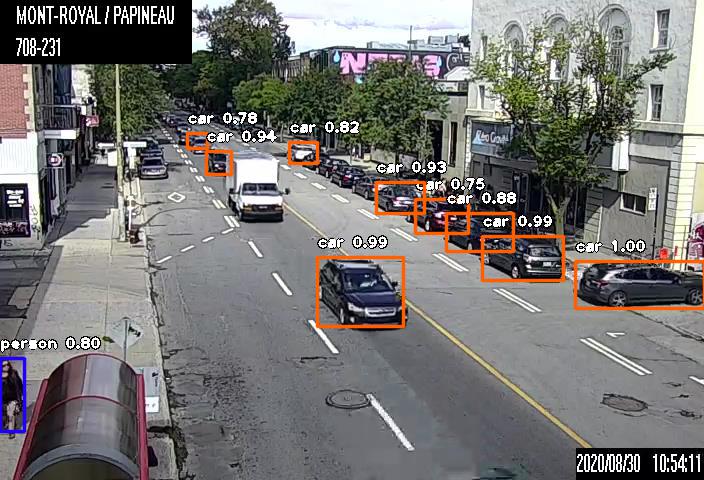 MONT-ROYAL / PAPINEAU
708-231
car 0.78
car 0.94
car 0.82
car 0.93
car 0.75
car 0.88
car 0.99
car 0.99
car 1.00
person 0.80
2020/08/30 10:54:11